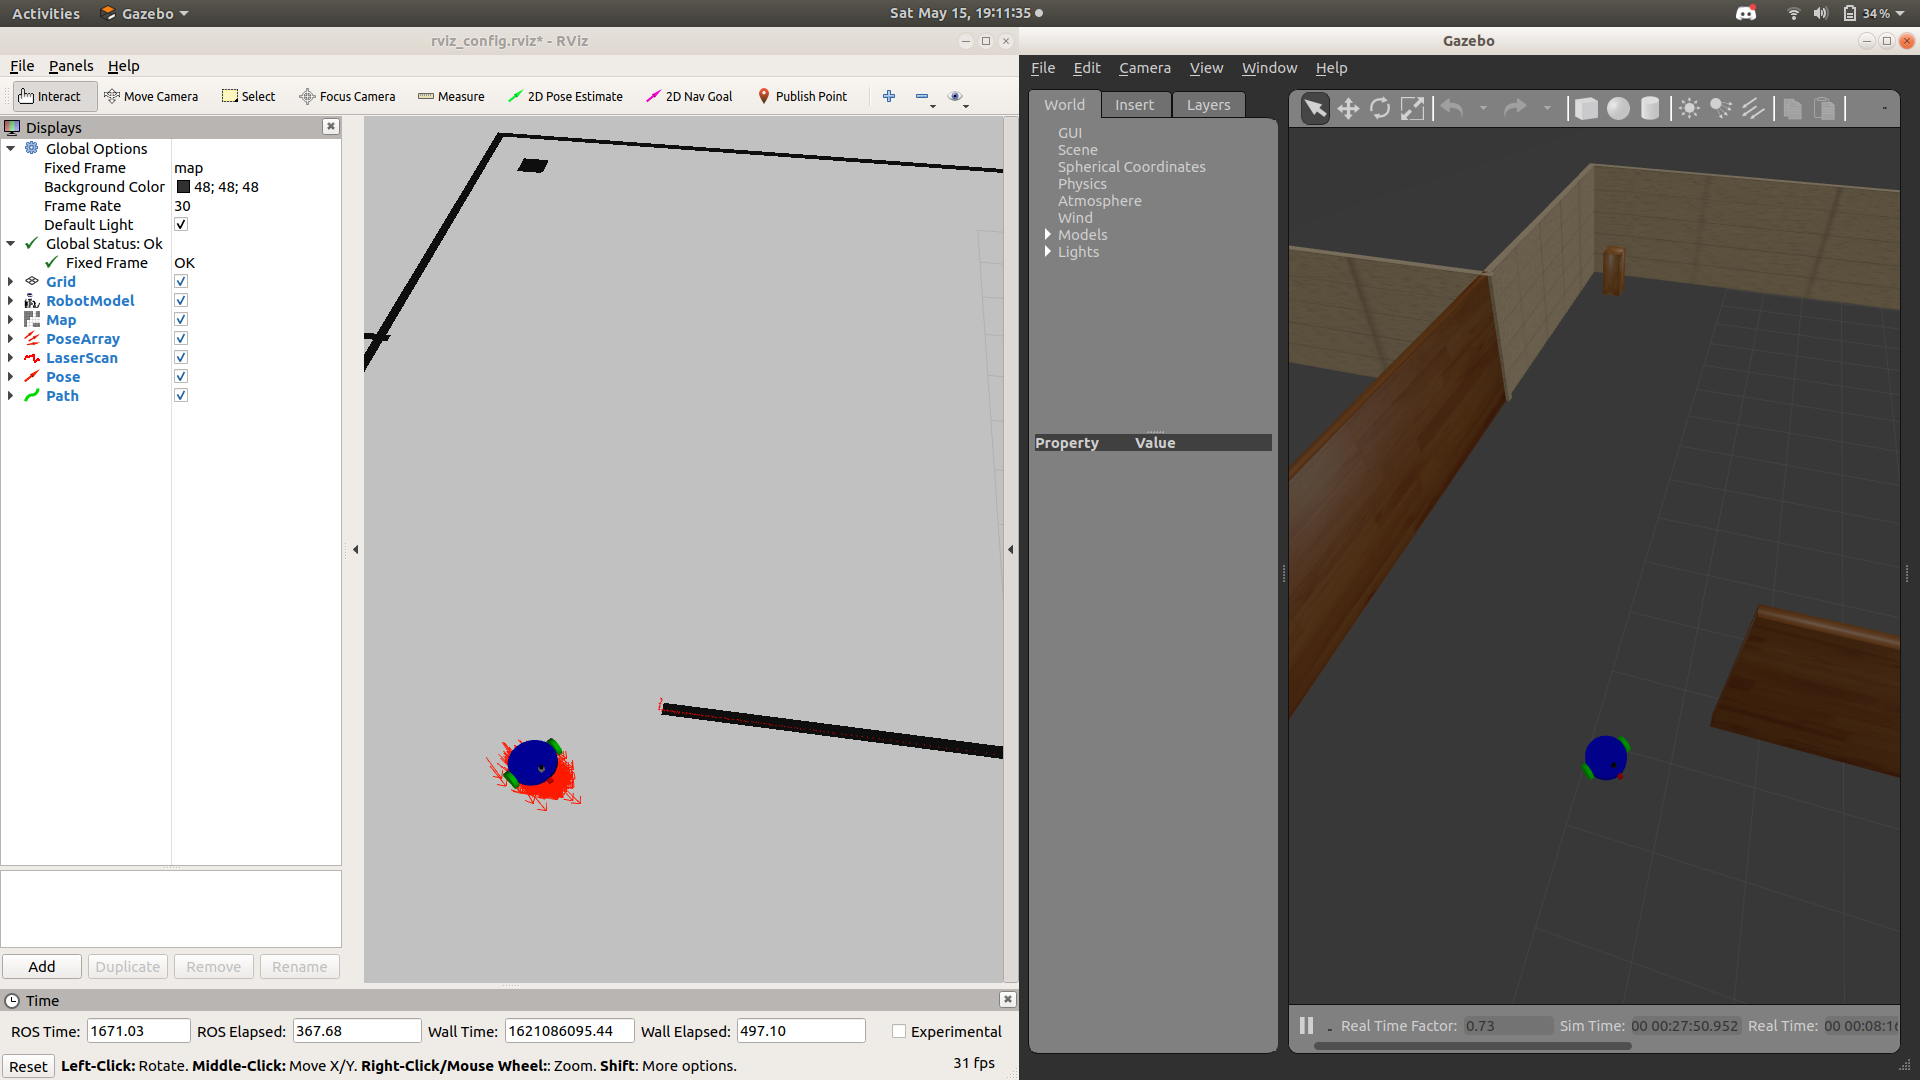 Activities Gazebo Sat May 15, 19:11:35 34 %
rviz_config.rviz* - RViz
File Panels Help
Interact Move Camera Select Focus Camera Measure 2D Pose Estimate 2D Nav Goal Publish Point
Displays
Global Options
Fixed Frame map
Background Color 48; 48; 48
Frame Rate 30
Default Light
Global Status: Ok
Fixed Frame OK
Grid
RobotModel
Map
PoseArray
LaserScan
Pose
Path
Add Duplicate Remove Rename
Time
ROS Time: 1671.03 ROS Elapsed: 367.68 Wall Time: 1621086095.44 Wall Elapsed: 497.10 Experimental
Reset Left-Click: Rotate. Middle-Click: Move X/Y. Right-Click/Mouse Wheel:: Zoom. Shift: More options. 31 fps
Gazebo
File Edit Camera View Window Help
World Insert Layers
GUI
Scene
Spherical Coordinates
Physics
Atmosphere
Wind
Models
Lights
Property Value
Real Time Factor: 0.73 Sim Time: 00 00:27:50.952 Real Time: 00 00:08:16